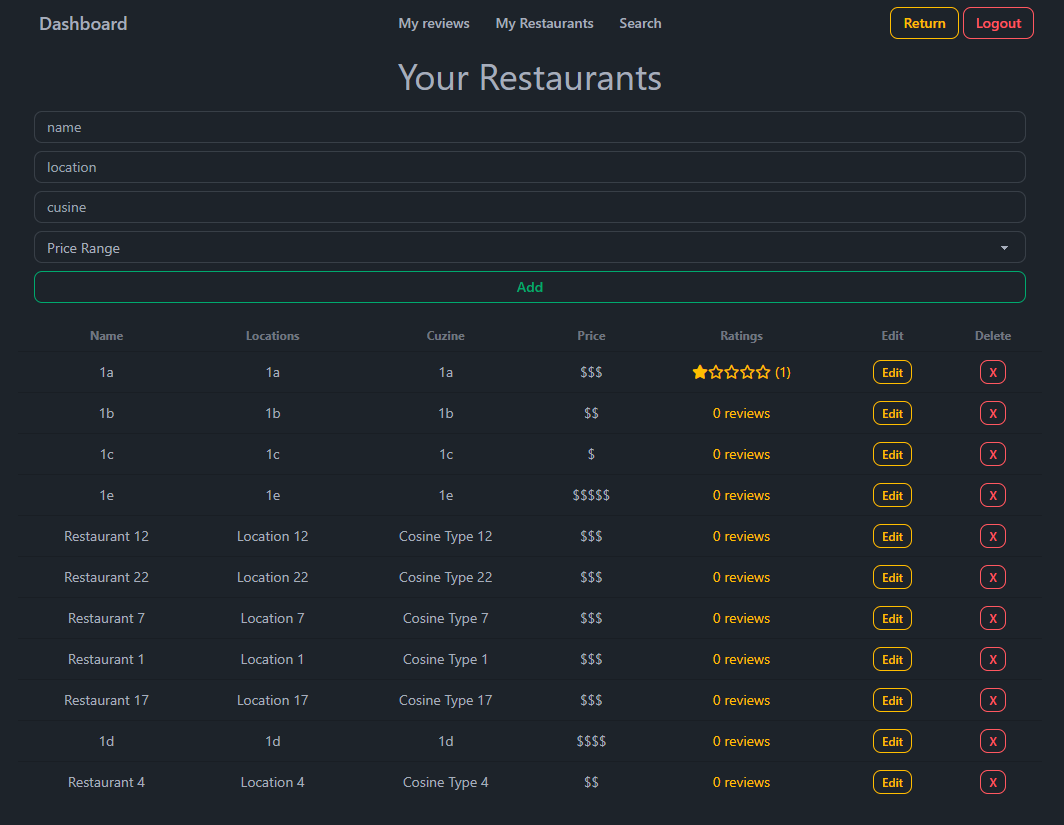 Dashboard My reviews My Restaurants Search Return Logout
Your Restaurants
name
location
cusine
Price Range
Add
Name Locations Cuzine Price Ratings Edit Delete
1a 1a 1a $$$ (1) Edit X
1b 1b 1b $$ 0 reviews Edit X
1c 1c 1c $ 0 reviews Edit X
1e 1e 1e $$$$$ 0 reviews Edit X
Restaurant 12 Location 12 Cosine Type 12 $$$ 0 reviews Edit X
Restaurant 22 Location 22 Cosine Type 22 $$$ 0 reviews Edit X
Restaurant 7 Location 7 Cosine Type 7 $$$ 0 reviews Edit X
Restaurant 1 Location 1 Cosine Type 1 $$$ 0 reviews Edit X
Restaurant 17 Location 17 Cosine Type 17 $$$ 0 reviews Edit X
1d 1d 1d $$$$ 0 reviews Edit X
Restaurant 4 Location 4 Cosine Type 4 $$ 0 reviews Edit X